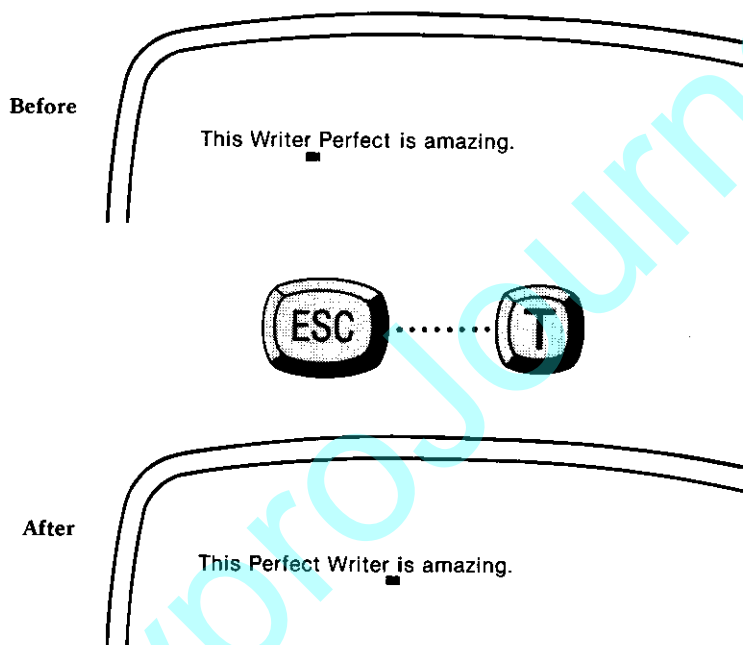 Before
This Writer Perfect is amazing.
ESC ........ T
After
This Perfect Writer is amazing.